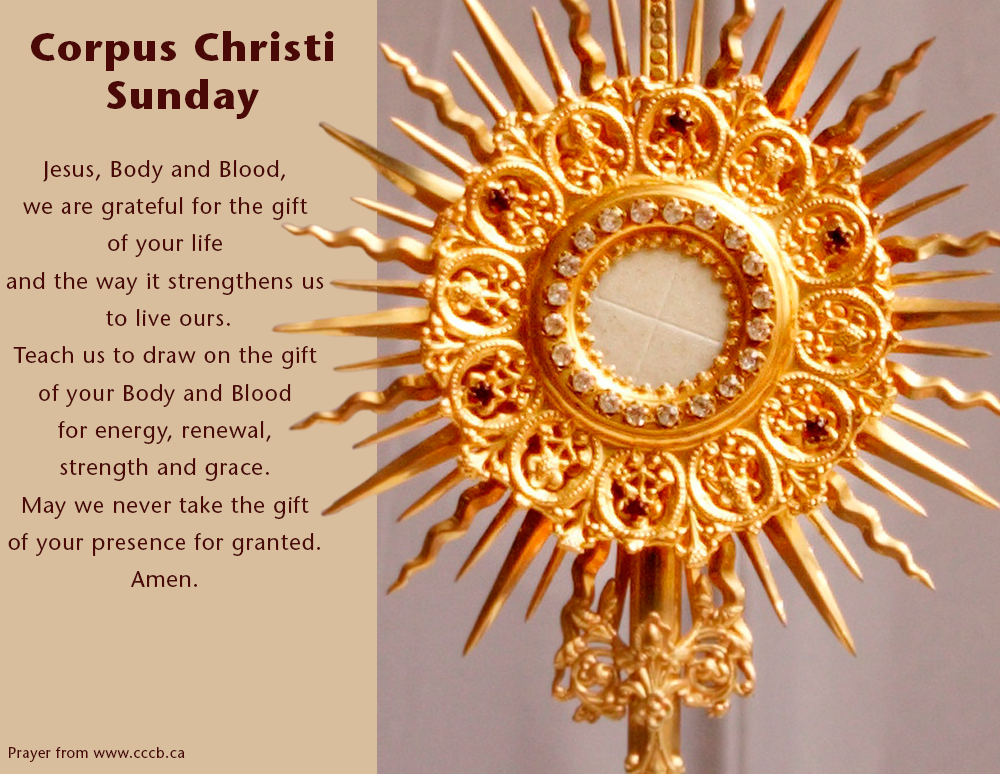 Corpus Christi
Sunday
Jesus, Body and Blood,
we are grateful for the gift
of your life
and the way it strengthens us
to live ours.
Teach us to draw on the gift
of your Body and Blood
for energy, renewal,
strength and grace.
May we never take the gift
of your presence for granted.
Amen.
Prayer from www.cccb.ca